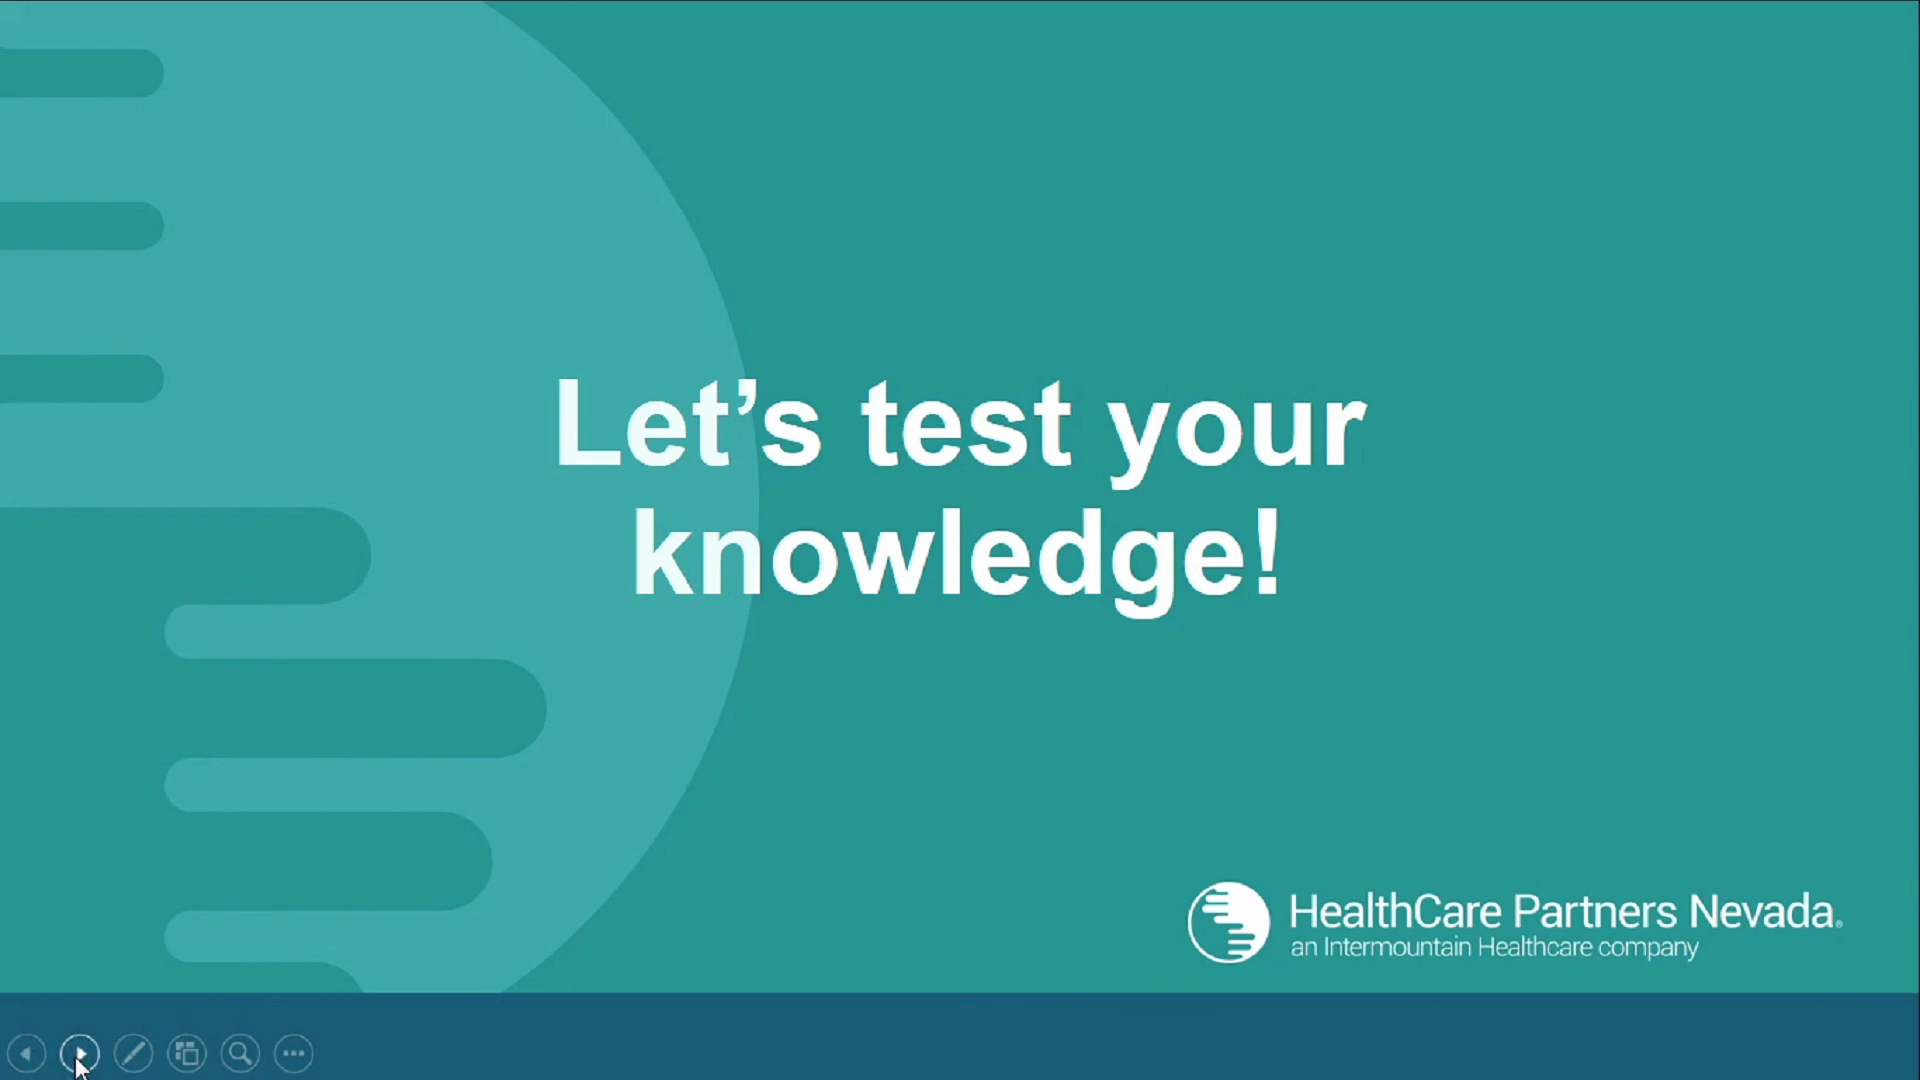 Let’s test your
knowledge!
HealthCare Partners Nevada®
an Intermountain Healthcare company